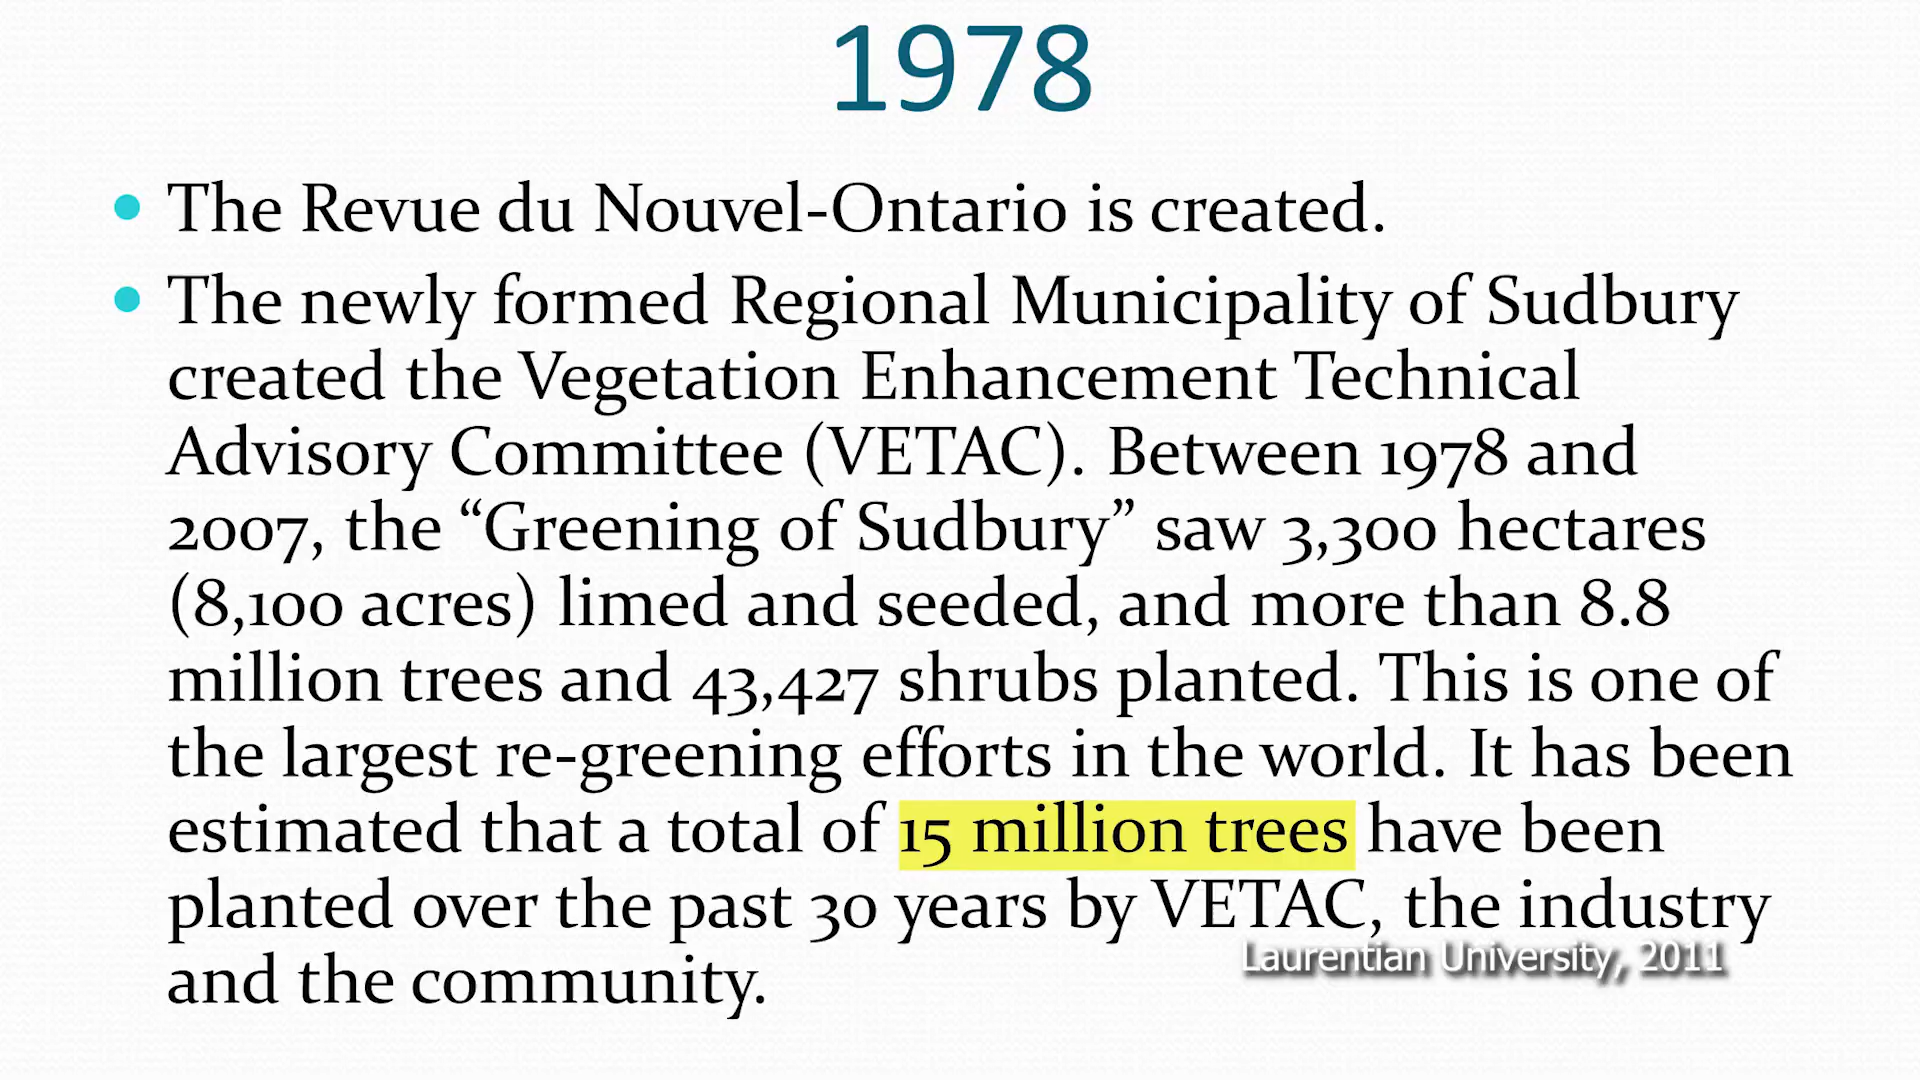 1978
The Revue du Nouvel-Ontario is created.
The newly formed Regional Municipality of Sudbury
created the Vegetation Enhancement Technical
Advisory Committee (VETAC). Between 1978 and
2007, the “Greening of Sudbury” saw 3,300 hectares
(8,100 acres) limed and seeded, and more than 8.8
million trees and 43,427 shrubs planted. This is one of
the largest re-greening efforts in the world. It has been
estimated that a total of 15 million trees have been
planted over the past 30 years by VETAC, the industry
and the community.
Laurentian University, 2011